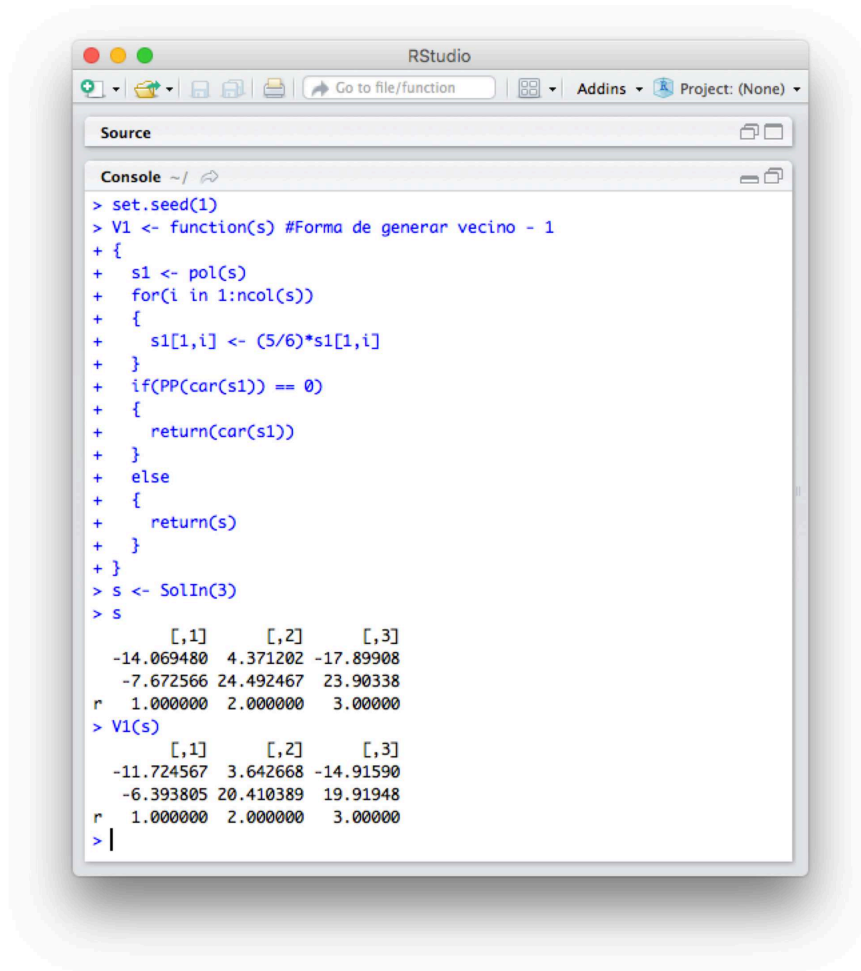 RStudio
Go to file/function
Addins
Project: (None)
Source
Console ~/
> set.seed(1)
> V1 <- function(s) #Forma de generar vecino - 1
+ {
+   s1 <- pol(s)
+   for(i in 1:ncol(s))
+   {
+     s1[1,i] <- (5/6)*s1[1,i]
+   }
+   if(PP(car(s1)) == 0)
+   {
+     return(car(s1))
+   }
+   else
+   {
+     return(s)
+   }
+ }
> s <- SolIn(3)
> s
        [,1]      [,2]      [,3]
  -14.069480  4.371202 -17.89908
   -7.672566 24.492467  23.90338
r   1.000000  2.000000   3.00000
> V1(s)
        [,1]      [,2]      [,3]
  -11.724567  3.642668 -14.91590
   -6.393805 20.410389  19.91948
r   1.000000  2.000000   3.00000
>